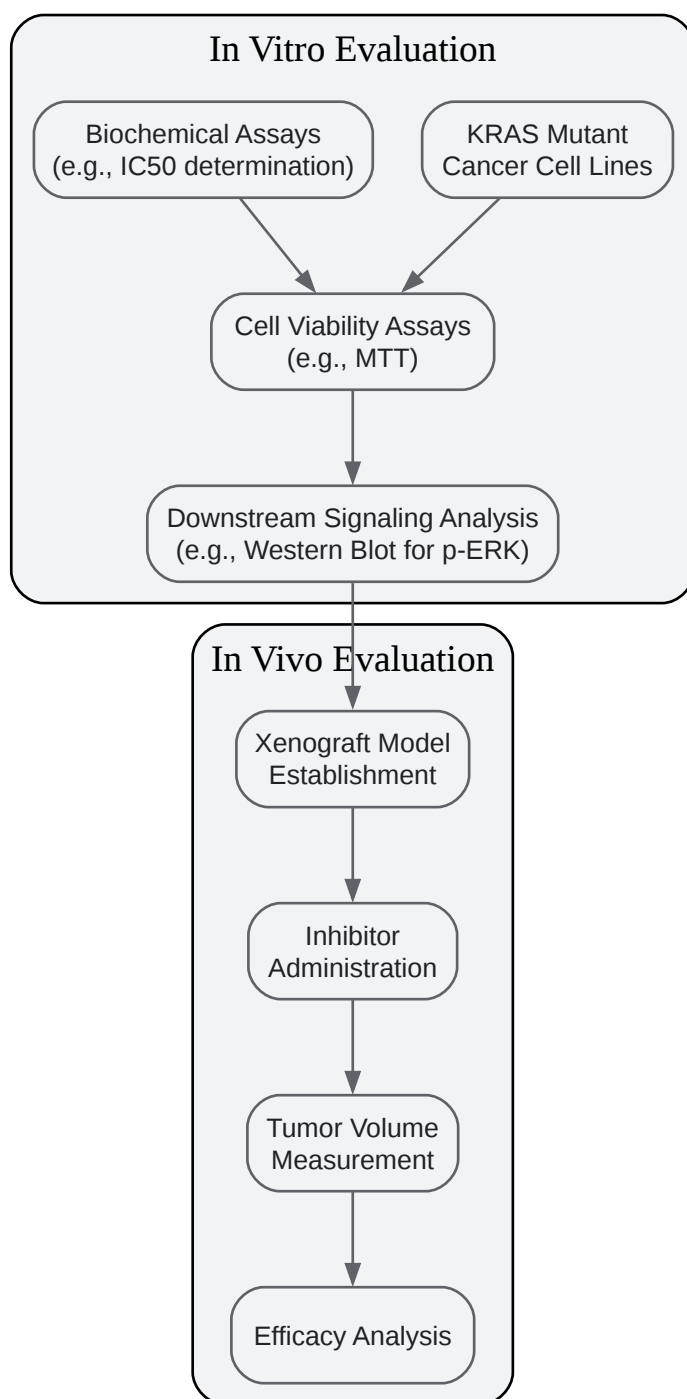 In Vitro Evaluation
Biochemical Assays
(e.g., IC50 determination)
KRAS Mutant
Cancer Cell Lines
Cell Viability Assays
(e.g., MTT)
Downstream Signaling Analysis
(e.g., Western Blot for p-ERK)
In Vivo Evaluation
Xenograft Model
Establishment
Inhibitor
Administration
Tumor Volume
Measurement
Efficacy Analysis